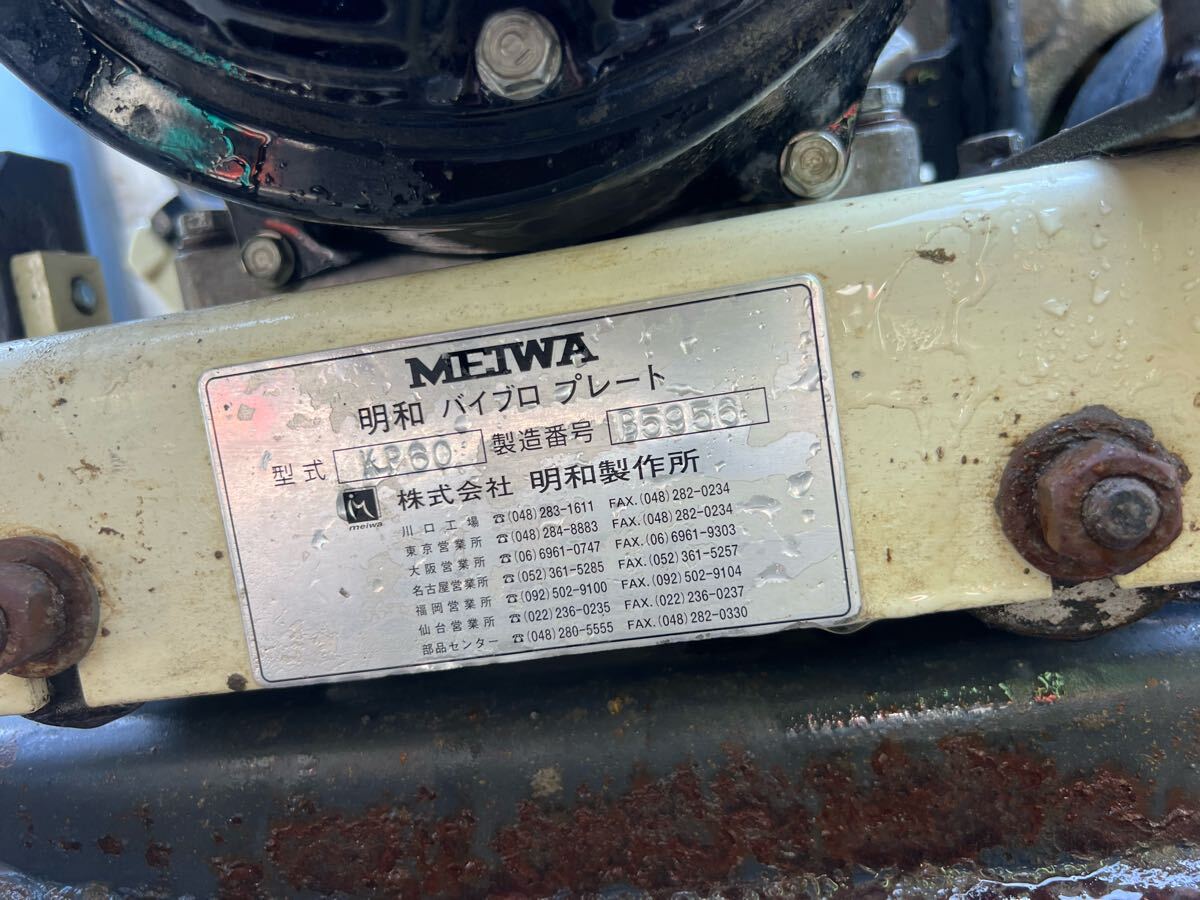 MEIWA
明和 バイブロ プレート
型式 KP60 製造番号 B5956
meiwa 株式会社 明和製作所
川口工場 ☎(048)283-1611 FAX.(048)282-0234
東京営業所 ☎(048)284-8883 FAX.(048)282-0234
大阪営業所 ☎(06)6961-0747 FAX.(06)6961-9303
名古屋営業所 ☎(052)361-5285 FAX.(052)361-5257
福岡営業所 ☎(092)502-9100 FAX.(092)502-9104
仙台営業所 ☎(022)236-0235 FAX.(022)236-0237
部品センター ☎(048)280-5555 FAX.(048)282-0330